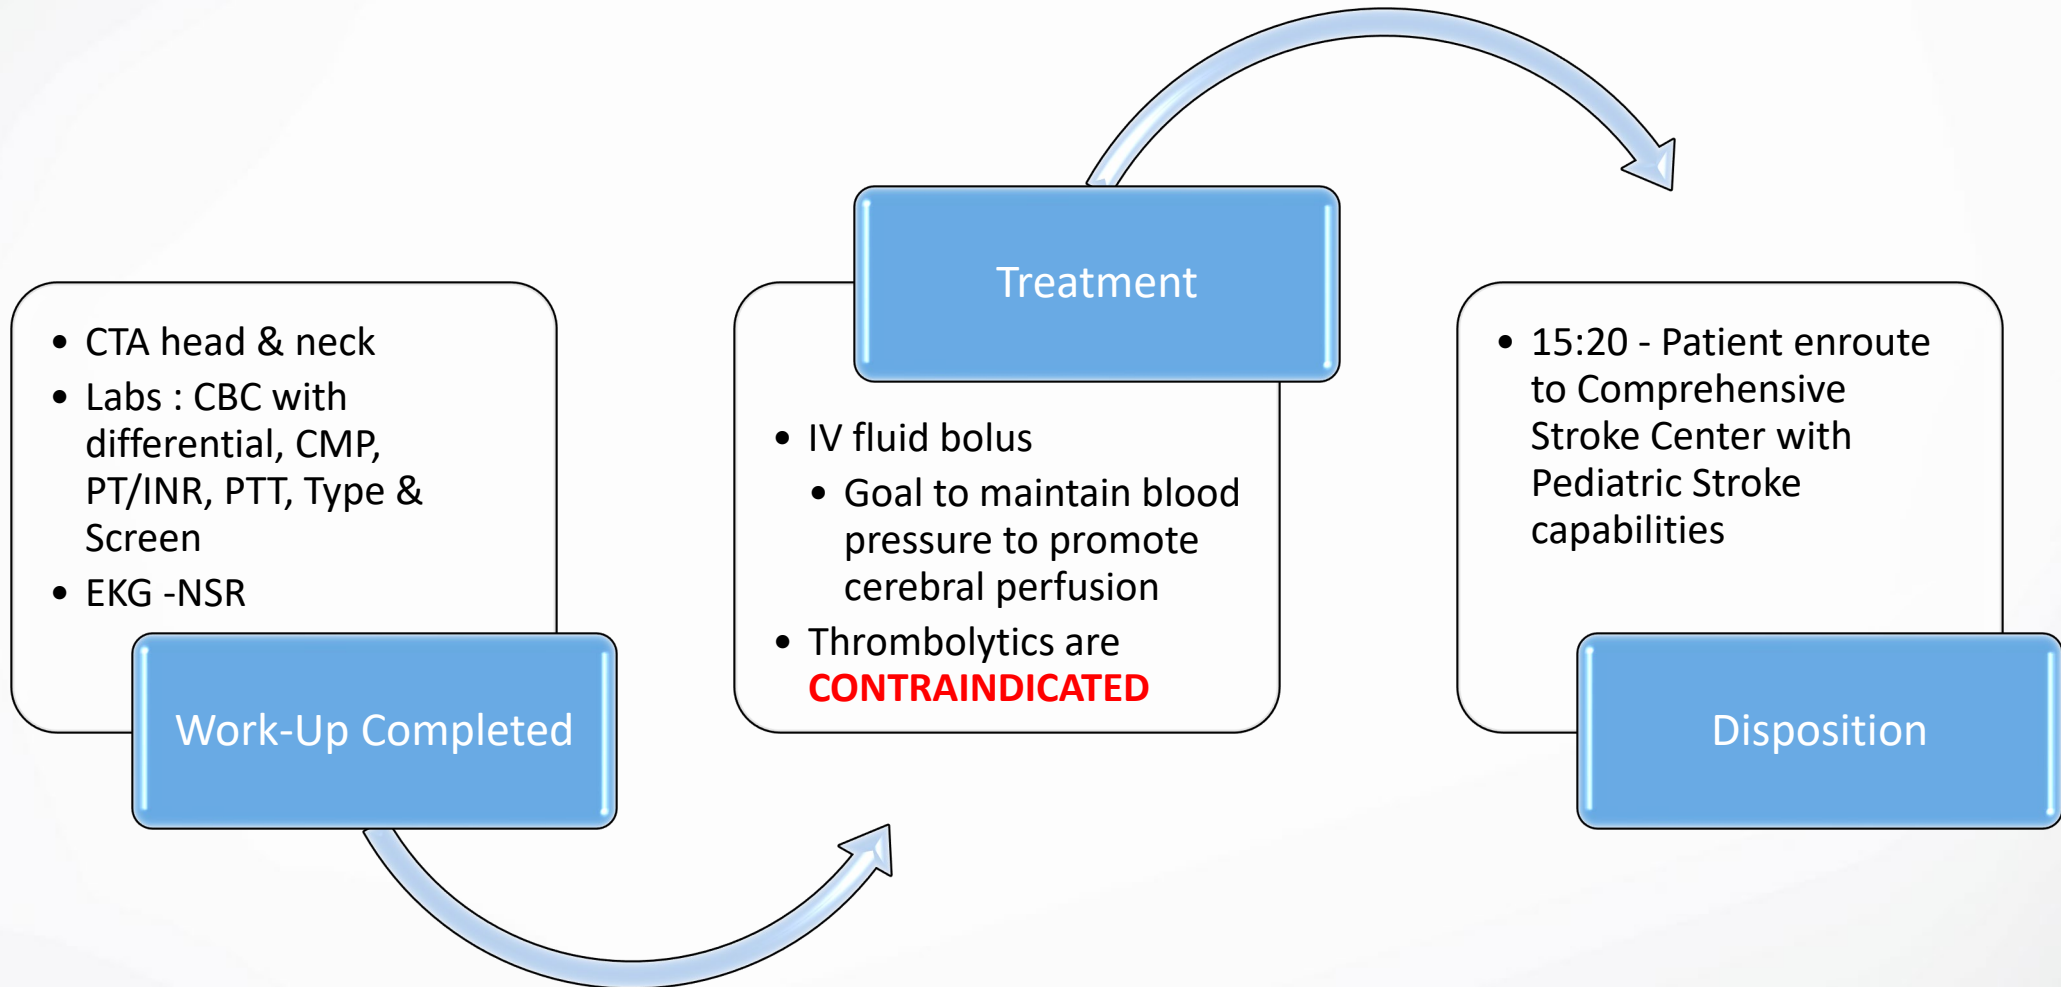 • CTA head & neck
• Labs : CBC with
differential, CMP,
PT/INR, PTT, Type &
Screen
• EKG -NSR
Work-Up Completed
Treatment
• IV fluid bolus
• Goal to maintain blood
pressure to promote
cerebral perfusion
• Thrombolytics are
CONTRAINDICATED
• 15:20 - Patient enroute
to Comprehensive
Stroke Center with
Pediatric Stroke
capabilities
Disposition